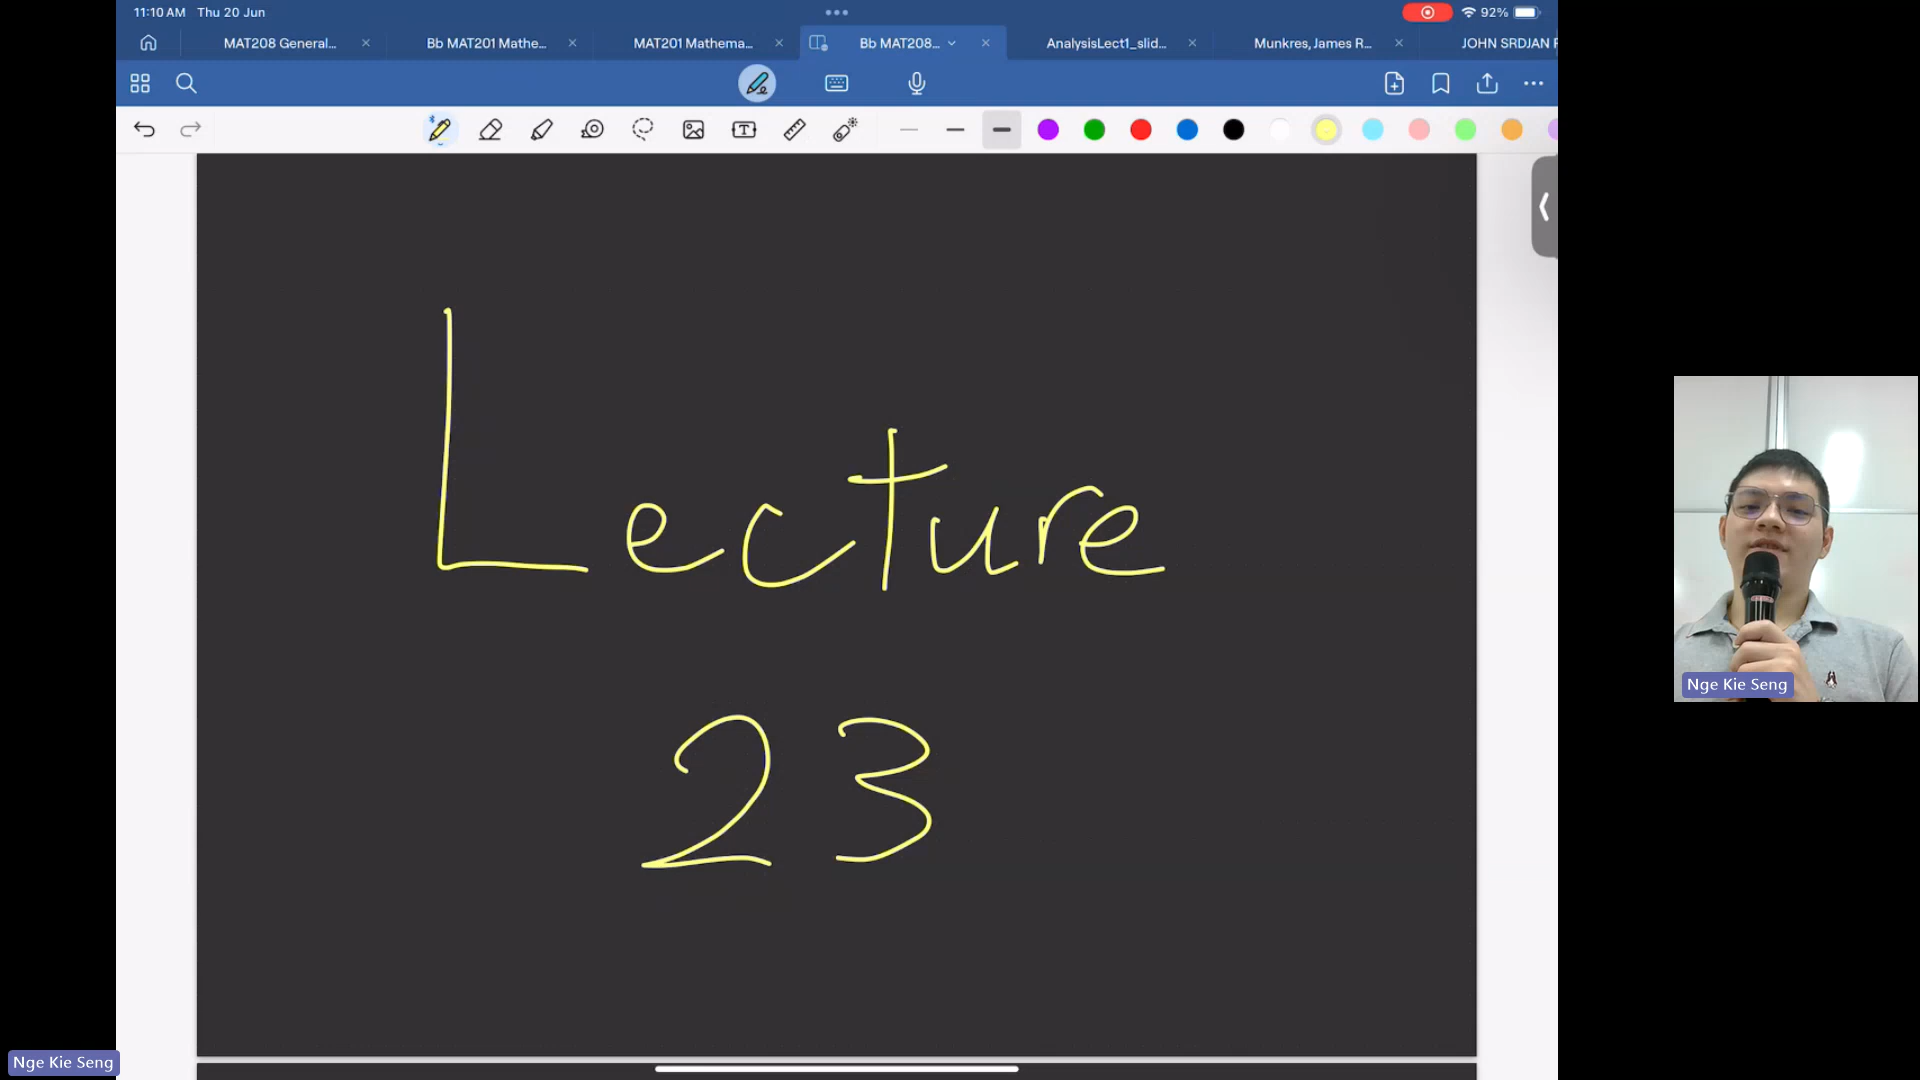 11:10 AM Thu 20 Jun
92%
MAT208 General...
Bb MAT201 Mathe...
MAT201 Mathema...
Bb MAT208...
AnalysisLect1_slid...
Munkres, James R...
JOHN SRDJAN
Lecture
23
Nge Kie Seng
Nge Kie Seng